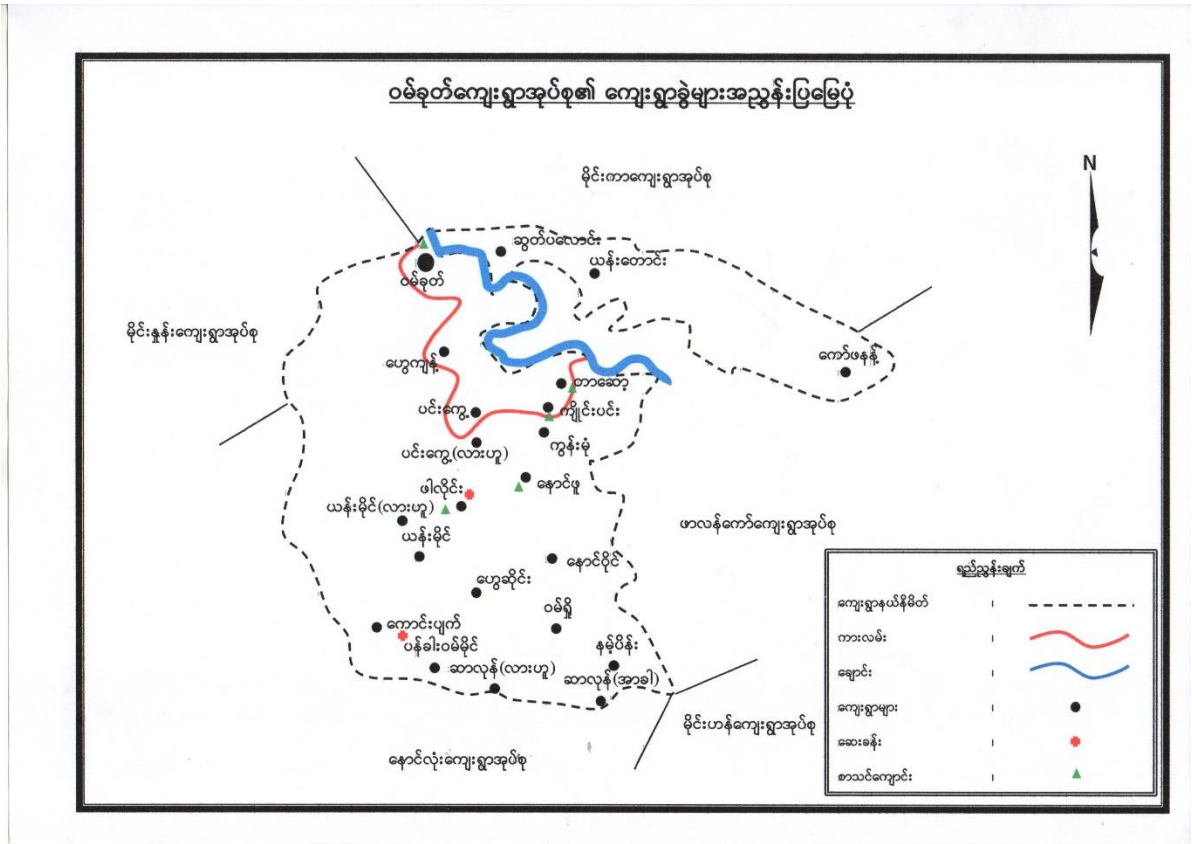 ဝမ်ခုတ်ကျေးရွာအုပ်စု၏ ကျေးရွာခွဲများအညွှန်းပြမြေပုံ
မိုင်းကာကျေးရွာအုပ်စု
N
ဆွတ်ပလောင်း
ယန်းတောင်း
ဝမ်ခုတ်
မိုင်းနှုန်းကျေးရွာအုပ်စု
ကော်ဖနန့်
ဟွေကျန့်
တာဆော့
ပင်းကွေ့
ကျိုင်းပင်း
ကွန်းမုံ
ပင်းကွေ့(လားဟူ)
နောင်ဖူ
ဖါလိုင်း
ယန်းမိုင်(လားဟူ)
ဖာလန်ကော်ကျေးရွာအုပ်စု
ယန်းမိုင်
နောင်ဝိုင်
ဟွေဆိုင်း
ဝမ်ရှို
ကောင်းပျက်
ပန်ခါးဝမ်မိုင်
နမ့်ပိန်း
ဆာလုန်(လားဟူ)
ဆာလုန်(အာခါ)
မိုင်းဟန်ကျေးရွာအုပ်စု
နောင်လုံးကျေးရွာအုပ်စု
ရည်ညွှန်းချက်
ကျေးရွာနယ်နိမိတ် ၊
ကားလမ်း ၊
ချောင်း ၊
ကျေးရွာများ ၊
ဆေးခန်း ၊
စာသင်ကျောင်း ၊